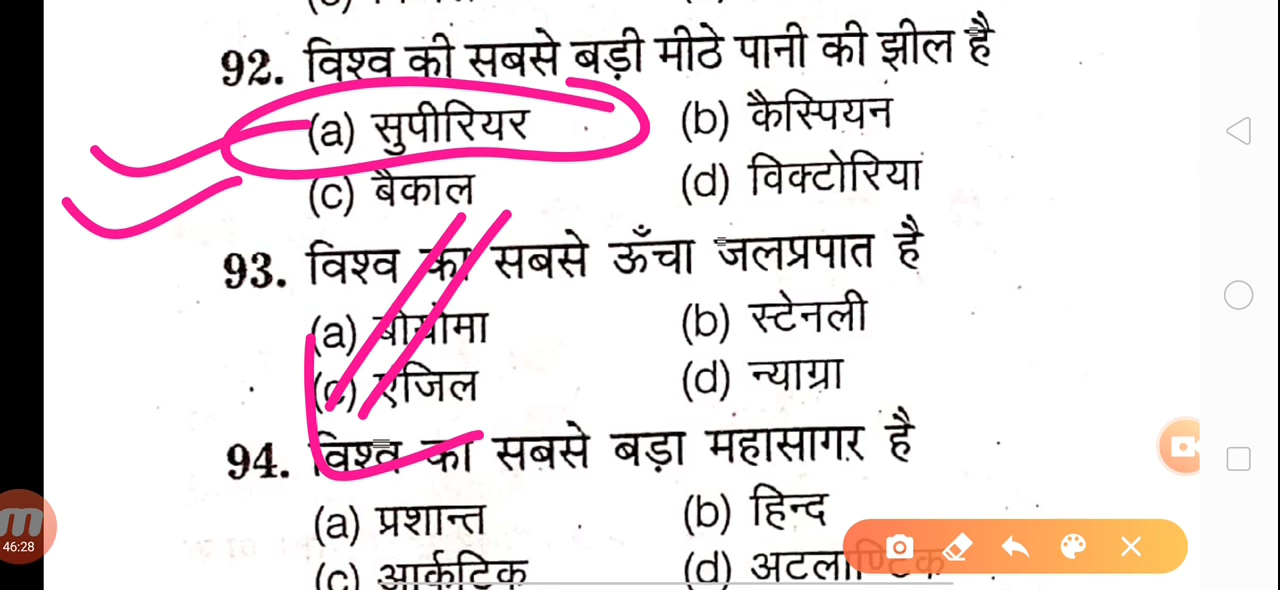 92. विश्व की सबसे बड़ी मीठे पानी की झील है
(a) सुपीरियर (b) कैस्पियन
(c) बैकाल (d) विक्टोरिया
93. विश्व का सबसे ऊँचा जलप्रपात है
(a) बोयोमा (b) स्टेनली
(c) एंजिल (d) न्याग्रा
94. विश्व का सबसे बड़ा महासागर है
(a) प्रशान्त (b) हिन्द
(c) आर्कटिक (d) अटलाण्टिक
46:28